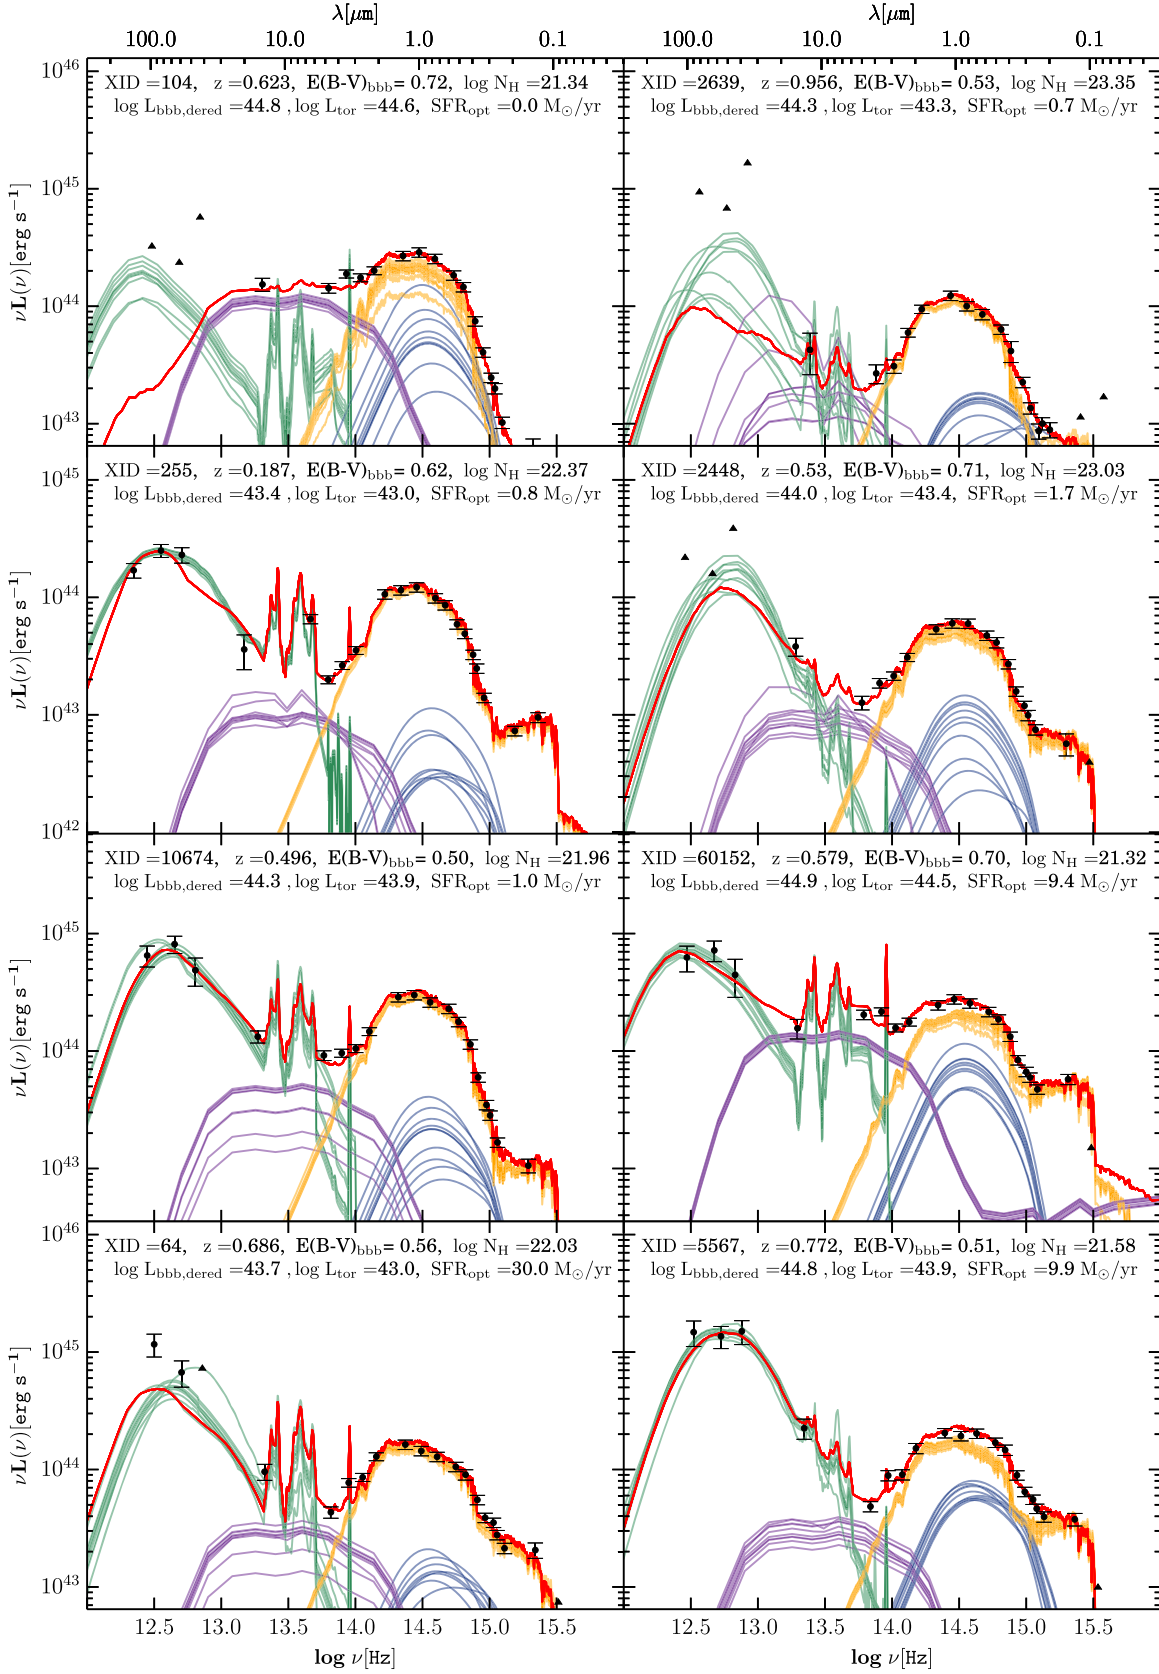 λ[μm] λ[μm]
100.0 10.0 1.0 0.1 100.0 10.0 1.0 0.1
XID =104, z =0.623, E(B-V)bbb= 0.72, log NH =21.34
log Lbbb,dered =44.8 , log Ltor =44.6, SFRopt =0.0 M⊙/yr
XID =2639, z =0.956, E(B-V)bbb= 0.53, log NH =23.35
log Lbbb,dered =44.3 , log Ltor =43.3, SFRopt =0.7 M⊙/yr
10^46
10^45
10^44
10^43
νL(ν)[erg s^−1]
XID =255, z =0.187, E(B-V)bbb= 0.62, log NH =22.37
log Lbbb,dered =43.4 , log Ltor =43.0, SFRopt =0.8 M⊙/yr
XID =2448, z =0.53, E(B-V)bbb= 0.71, log NH =23.03
log Lbbb,dered =44.0 , log Ltor =43.4, SFRopt =1.7 M⊙/yr
10^45
10^44
10^43
10^42
νL(ν)[erg s^−1]
XID =10674, z =0.496, E(B-V)bbb= 0.50, log NH =21.96
log Lbbb,dered =44.3 , log Ltor =43.9, SFRopt =1.0 M⊙/yr
XID =60152, z =0.579, E(B-V)bbb= 0.70, log NH =21.32
log Lbbb,dered =44.9 , log Ltor =44.5, SFRopt =9.4 M⊙/yr
10^45
10^44
10^43
νL(ν)[erg s^−1]
XID =64, z =0.686, E(B-V)bbb= 0.56, log NH =22.03
log Lbbb,dered =43.7 , log Ltor =43.0, SFRopt =30.0 M⊙/yr
XID =5567, z =0.772, E(B-V)bbb= 0.51, log NH =21.58
log Lbbb,dered =44.8 , log Ltor =43.9, SFRopt =9.9 M⊙/yr
10^46
10^45
10^44
10^43
νL(ν)[erg s^−1]
12.5 13.0 13.5 14.0 14.5 15.0 15.5 12.5 13.0 13.5 14.0 14.5 15.0 15.5
log ν[Hz] log ν[Hz]